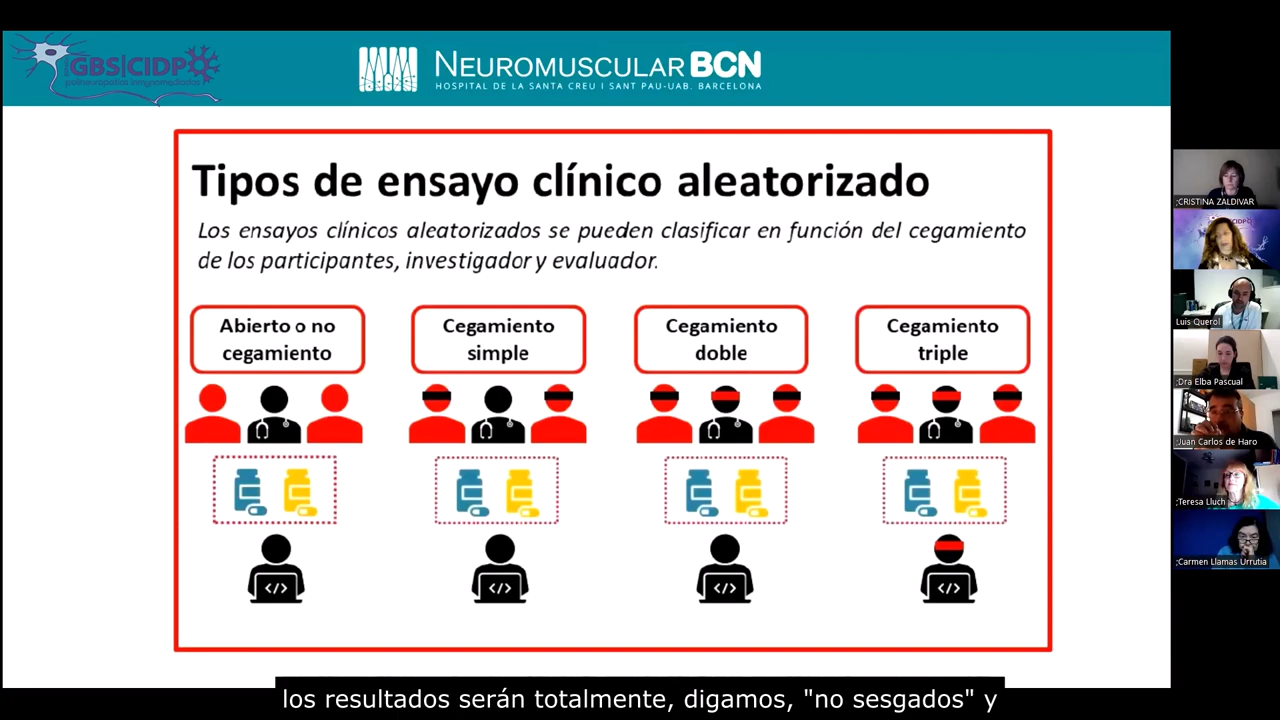 GBS|CIDP
polineuropatías inmunomediadas
NEUROMUSCULAR BCN
HOSPITAL DE LA SANTA CREU I SANT PAU-UAB. BARCELONA
Tipos de ensayo clínico aleatorizado
Los ensayos clínicos aleatorizados se pueden clasificar en función del cegamiento
de los participantes, investigador y evaluador.
Abierto o no
cegamiento
Cegamiento
simple
Cegamiento
doble
Cegamiento
triple
</>
</>
</>
</>
;CRISTINA ZALDIVAR
Luis Querol
;Dra Elba Pascual
;Juan Carlos de Haro
;Teresa Lluch
;Carmen Llamas Urrutia
los resultados serán totalmente, digamos, "no sesgados" y